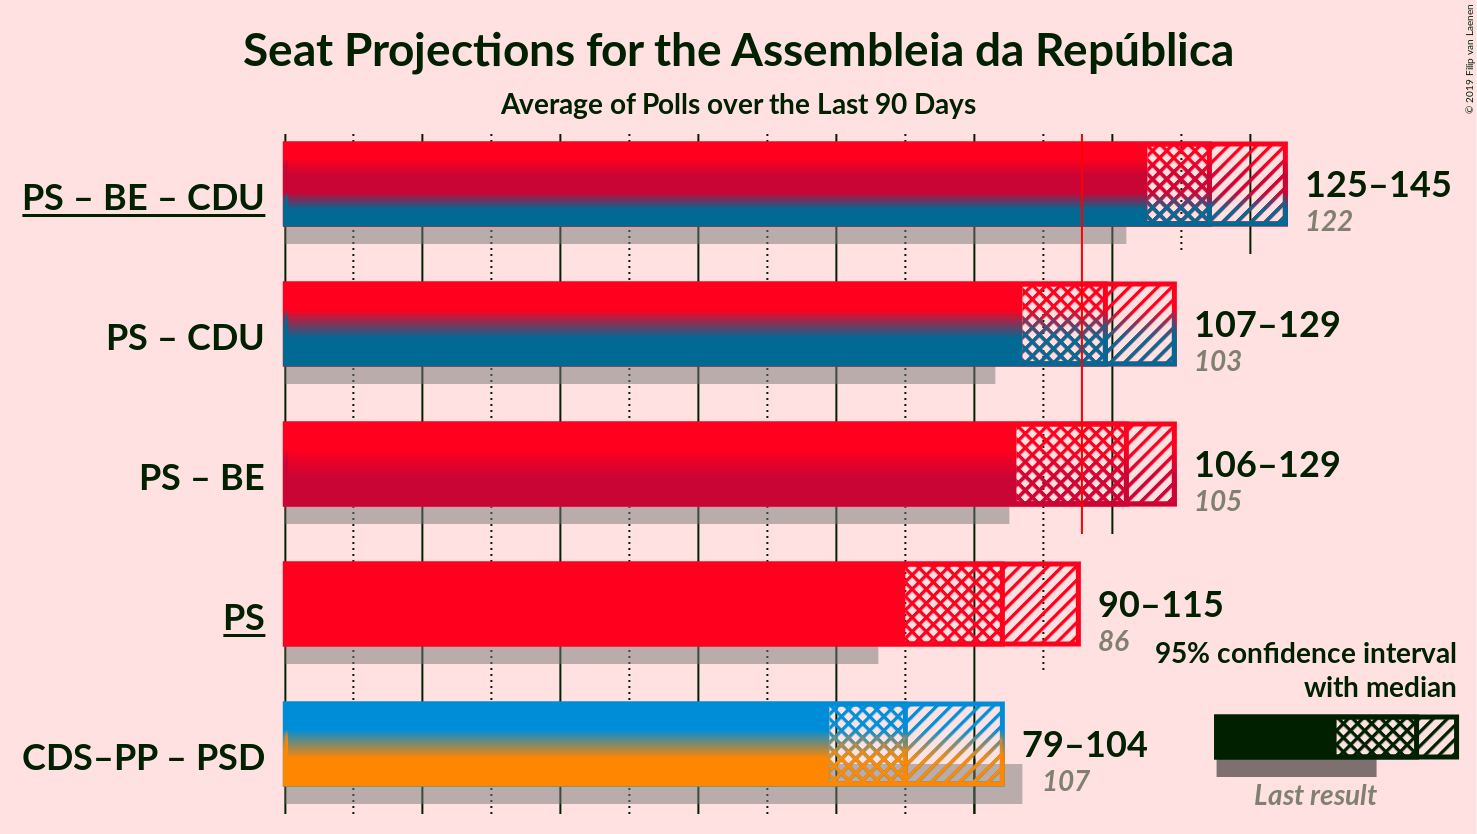 Seat Projections for the Assembleia da República
Average of Polls over the Last 90 Days
© 2019 Filip van Laenen
PS – BE – CDU
125–145
122
PS – CDU
107–129
103
PS – BE
106–129
105
PS
90–115
86
CDS–PP – PSD
79–104
107
95% confidence interval
with median
Last result